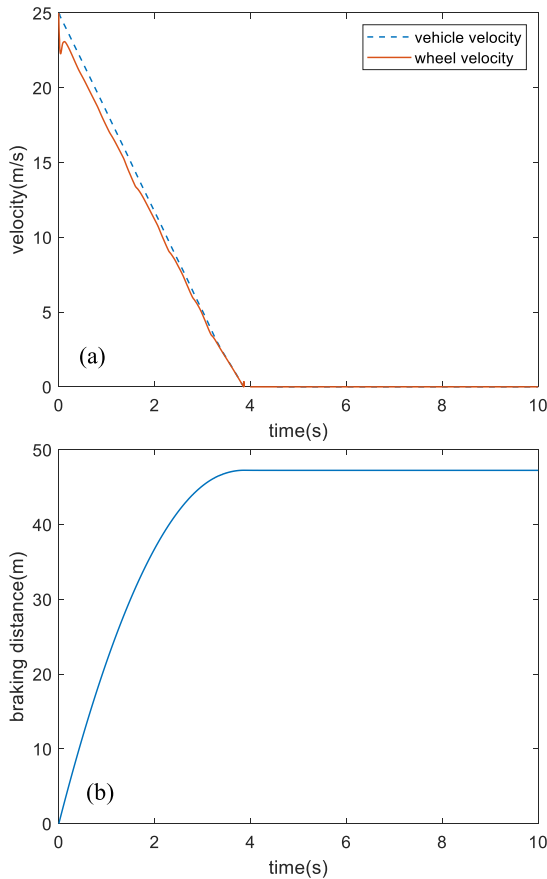 25
20
15
10
5
0
velocity(m/s)
vehicle velocity
wheel velocity
(a)
0 2 4 6 8 10
time(s)
50
40
30
20
10
0
braking distance(m)
(b)
0 2 4 6 8 10
time(s)